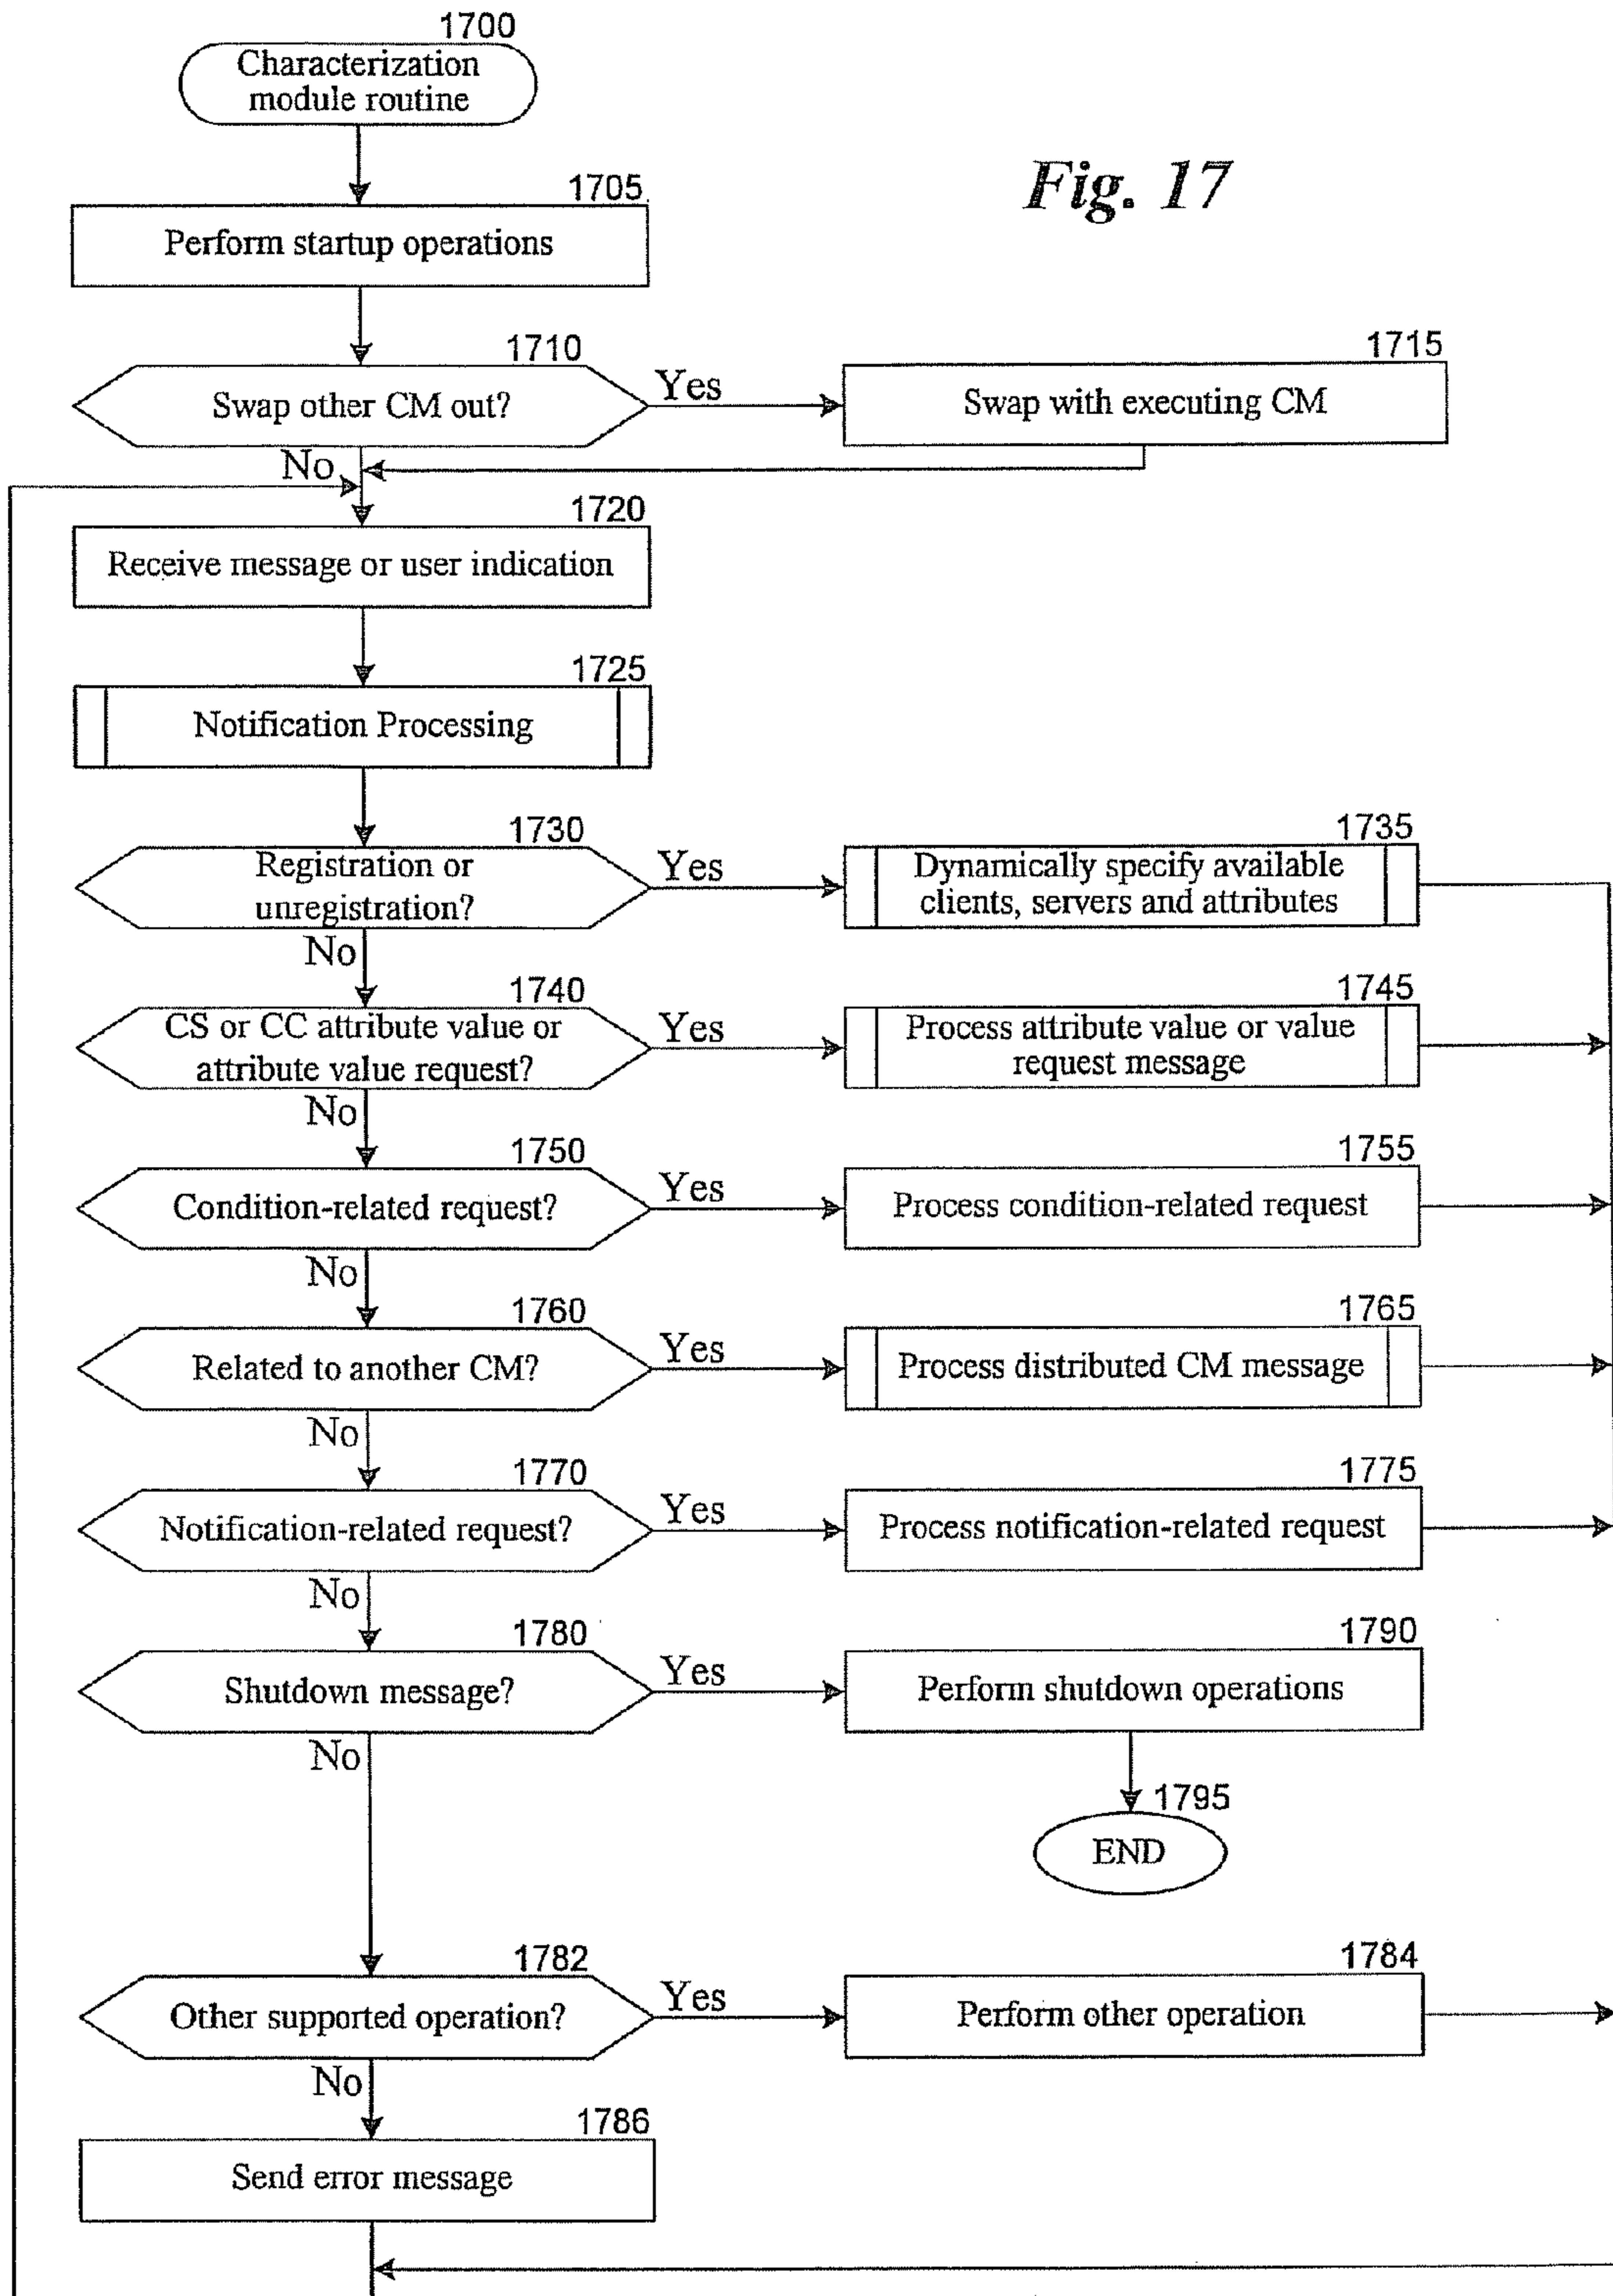 1700
Characterization
module routine
Fig. 17
1705
Perform startup operations
1710
Swap other CM out?
Yes
1715
Swap with executing CM
No
1720
Receive message or user indication
1725
Notification Processing
1730
Registration or
unregistration?
Yes
1735
Dynamically specify available
clients, servers and attributes
No
1740
CS or CC attribute value or
attribute value request?
Yes
1745
Process attribute value or value
request message
No
1750
Condition-related request?
Yes
1755
Process condition-related request
No
1760
Related to another CM?
Yes
1765
Process distributed CM message
No
1770
Notification-related request?
Yes
1775
Process notification-related request
No
1780
Shutdown message?
Yes
1790
Perform shutdown operations
No
1795
END
1782
Other supported operation?
Yes
1784
Perform other operation
No
1786
Send error message